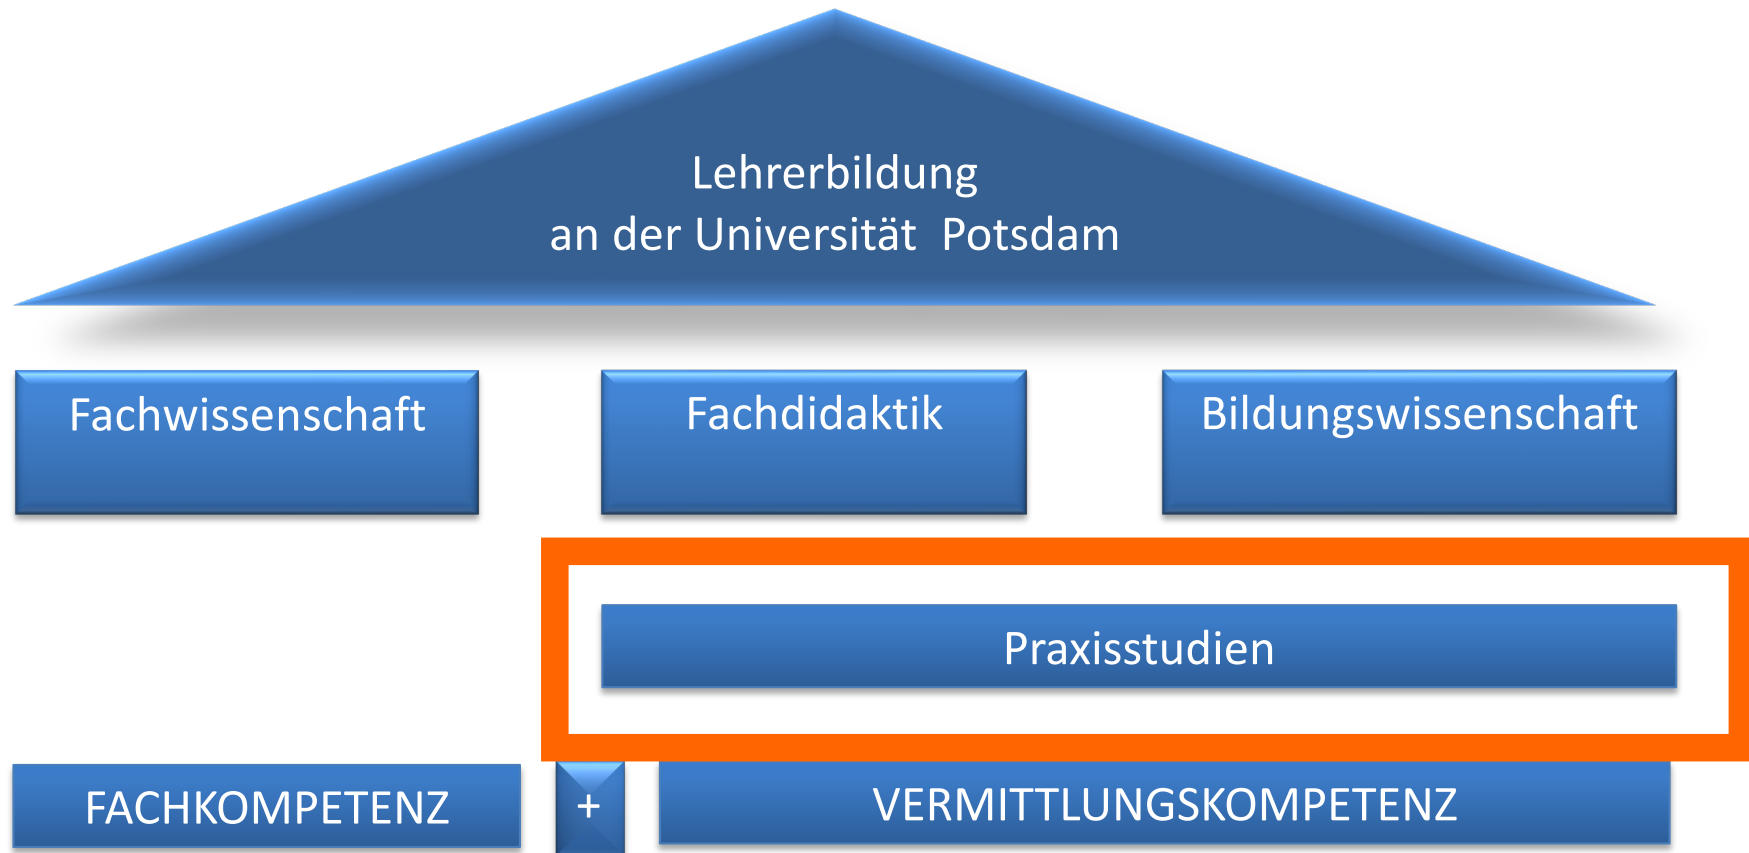 Lehrerbildung
an der Universität Potsdam
Fachwissenschaft
Fachdidaktik
Bildungswissenschaft
Praxisstudien
FACHKOMPETENZ
+
VERMITTLUNGSKOMPETENZ